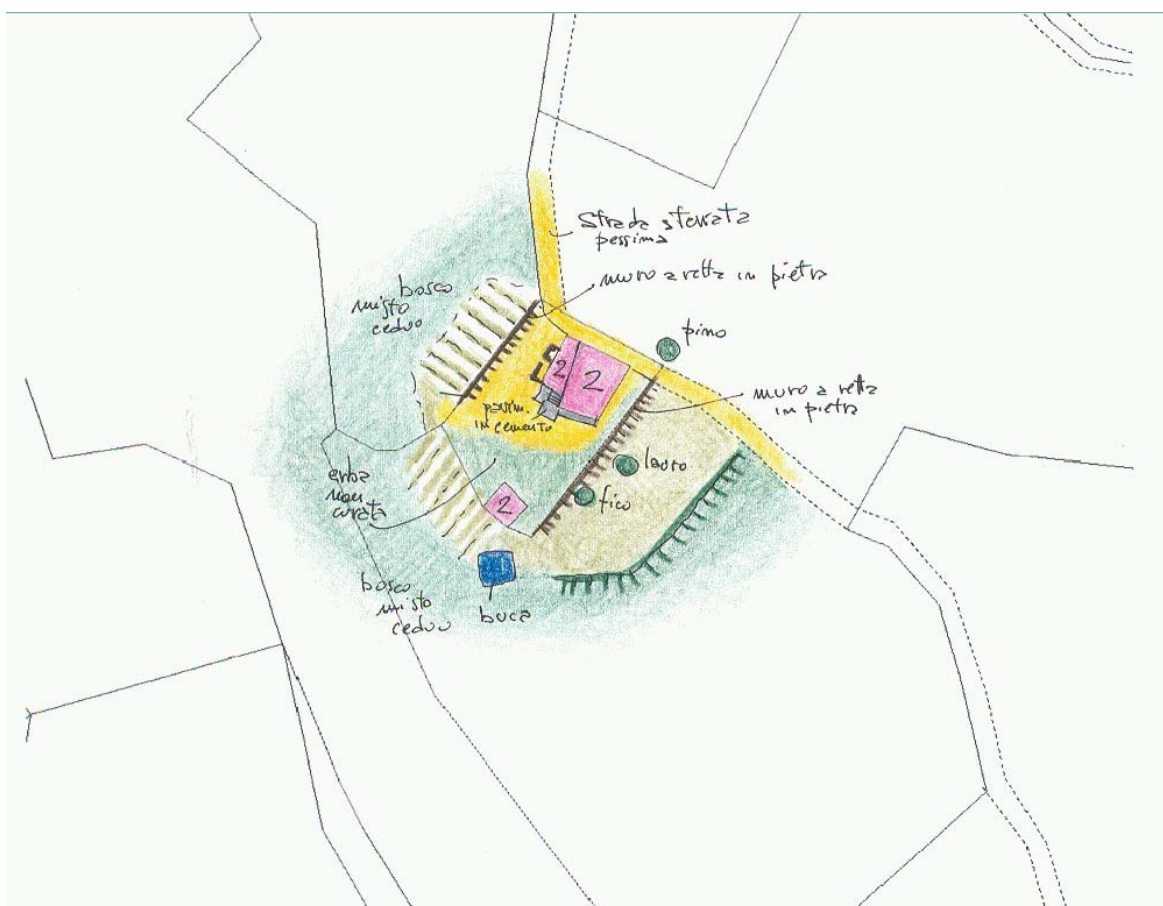 Strada sterrata
pessima
muro a retta in pietra
bosco
misto
ceduo
pino
2
2
muro a retta
in pietra
pavim.
in cemento
lauro
erba
non
curata
fico
2
bosco
misto
ceduo
buca